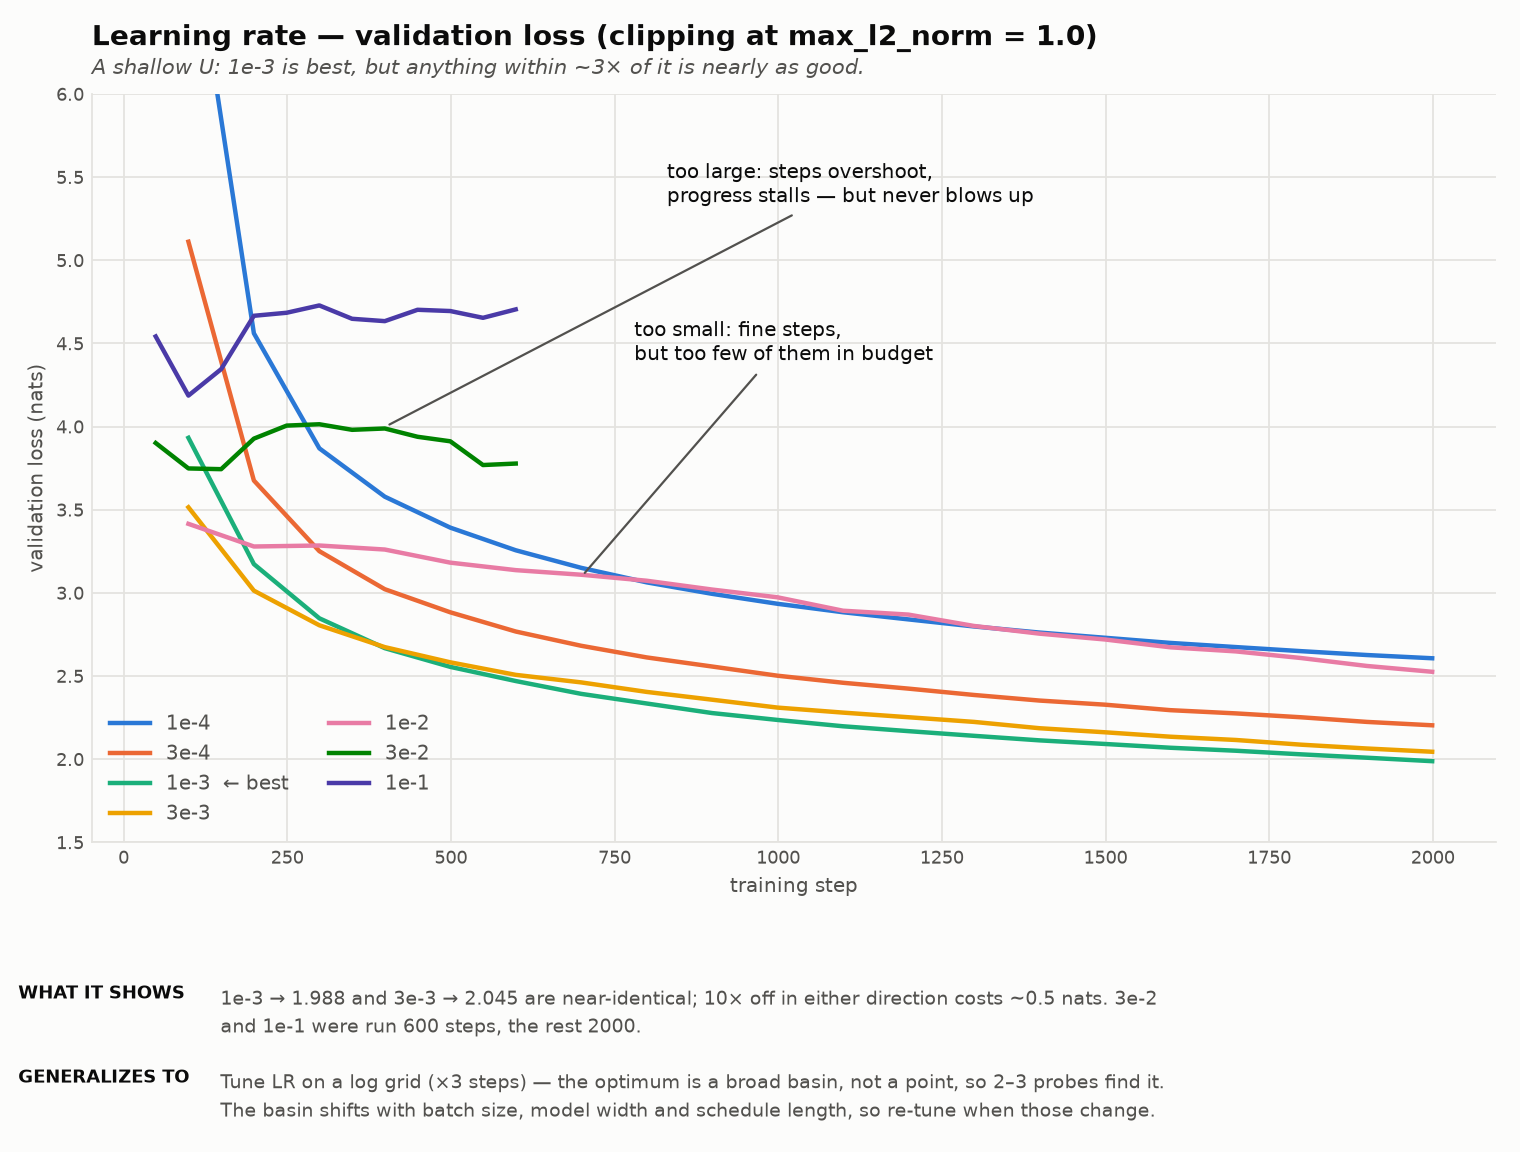 Learning rate — validation loss (clipping at max_l2_norm = 1.0)
A shallow U: 1e-3 is best, but anything within ~3× of it is nearly as good.
6.0
5.5
5.0
4.5
4.0
3.5
3.0
2.5
2.0
1.5
validation loss (nats)
too large: steps overshoot,
progress stalls — but never blows up
too small: fine steps,
but too few of them in budget
1e-4
3e-4
1e-3 ← best
3e-3
1e-2
3e-2
1e-1
0 250 500 750 1000 1250 1500 1750 2000
training step
WHAT IT SHOWS
1e-3 → 1.988 and 3e-3 → 2.045 are near-identical; 10× off in either direction costs ~0.5 nats. 3e-2
and 1e-1 were run 600 steps, the rest 2000.
GENERALIZES TO
Tune LR on a log grid (×3 steps) — the optimum is a broad basin, not a point, so 2–3 probes find it.
The basin shifts with batch size, model width and schedule length, so re-tune when those change.